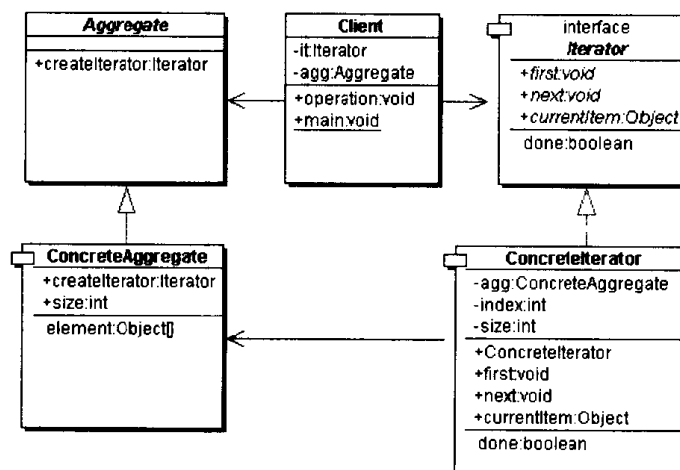 Aggregate
+createIterator:Iterator
Client
-it:Iterator
-agg:Aggregate
+operation:void
+main:void
interface
Iterator
+first:void
+next:void
+currentItem:Object
done:boolean
ConcreteAggregate
+createIterator:Iterator
+size:int
element:Object[]
ConcreteIterator
-agg:ConcreteAggregate
-index:int
-size:int
+ConcreteIterator
+first:void
+next:void
+currentItem:Object
done:boolean